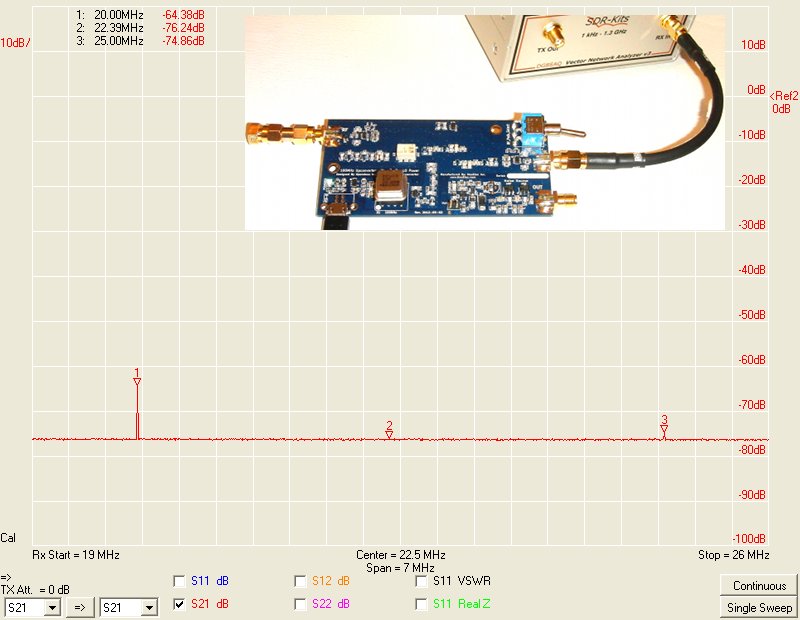 1: 20.00MHz -64.38dB
2: 22.39MHz -76.24dB
3: 25.00MHz -74.86dB
10dB/
SDR-Kits
1 kHz - 1.3 GHz
TX Out
RX In
DG8SAQ Vector Network Analyzer v3
OUT
10dB
0dB
<Ref2
0dB
-10dB
-20dB
-30dB
-40dB
-50dB
-60dB
-70dB
-80dB
-90dB
-100dB
1
2
3
Cal
Rx Start = 19 MHz
Center = 22.5 MHz
Span = 7 MHz
Stop = 26 MHz
=>
TX Att. = 0 dB
S21
=>
S21
S11 dB
S21 dB
S12 dB
S22 dB
S11 VSWR
S11 RealZ
Continuous
Single Sweep